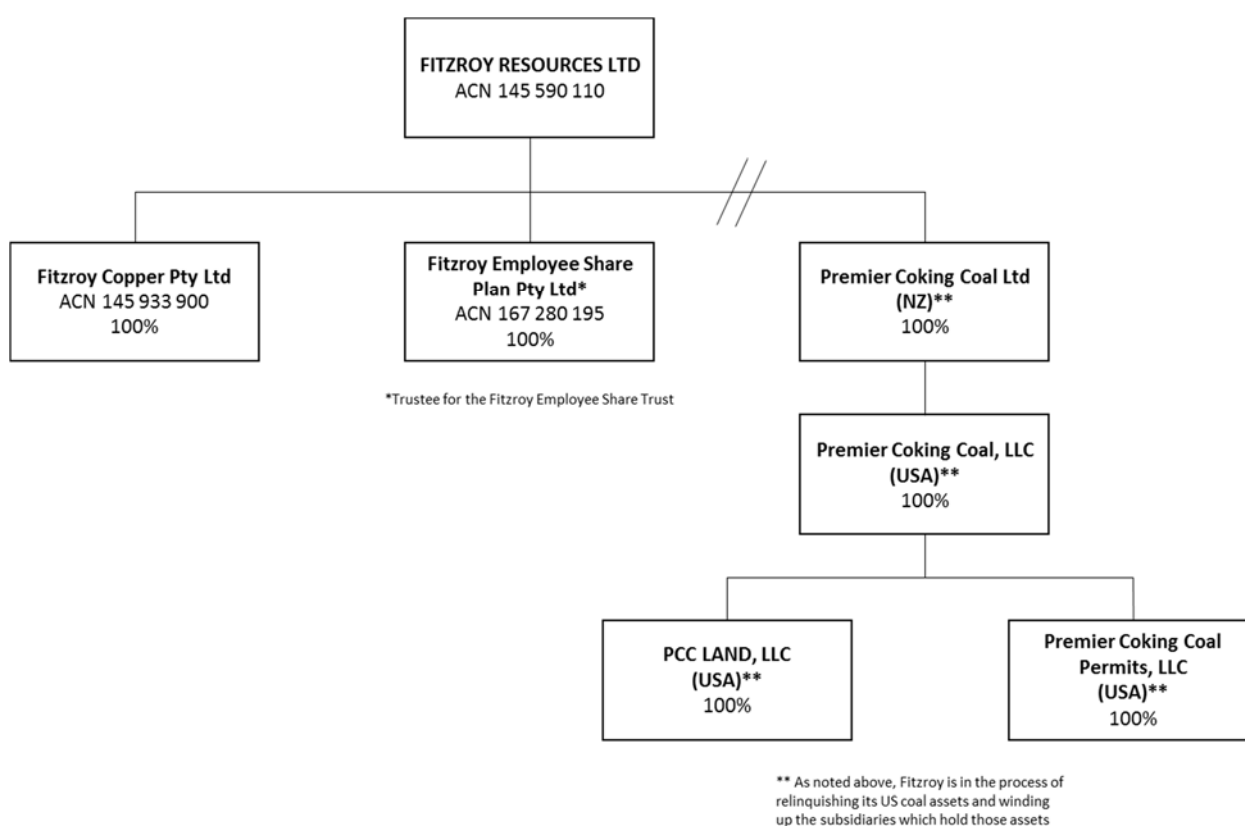 FITZROY RESOURCES LTD
ACN 145 590 110
Fitzroy Copper Pty Ltd
ACN 145 933 900
100%
Fitzroy Employee Share
Plan Pty Ltd*
ACN 167 280 195
100%
*Trustee for the Fitzroy Employee Share Trust
Premier Coking Coal Ltd
(NZ)**
100%
Premier Coking Coal, LLC
(USA)**
100%
PCC LAND, LLC
(USA)**
100%
Premier Coking Coal
Permits, LLC
(USA)**
100%
** As noted above, Fitzroy is in the process of
relinquishing its US coal assets and winding
up the subsidiaries which hold those assets